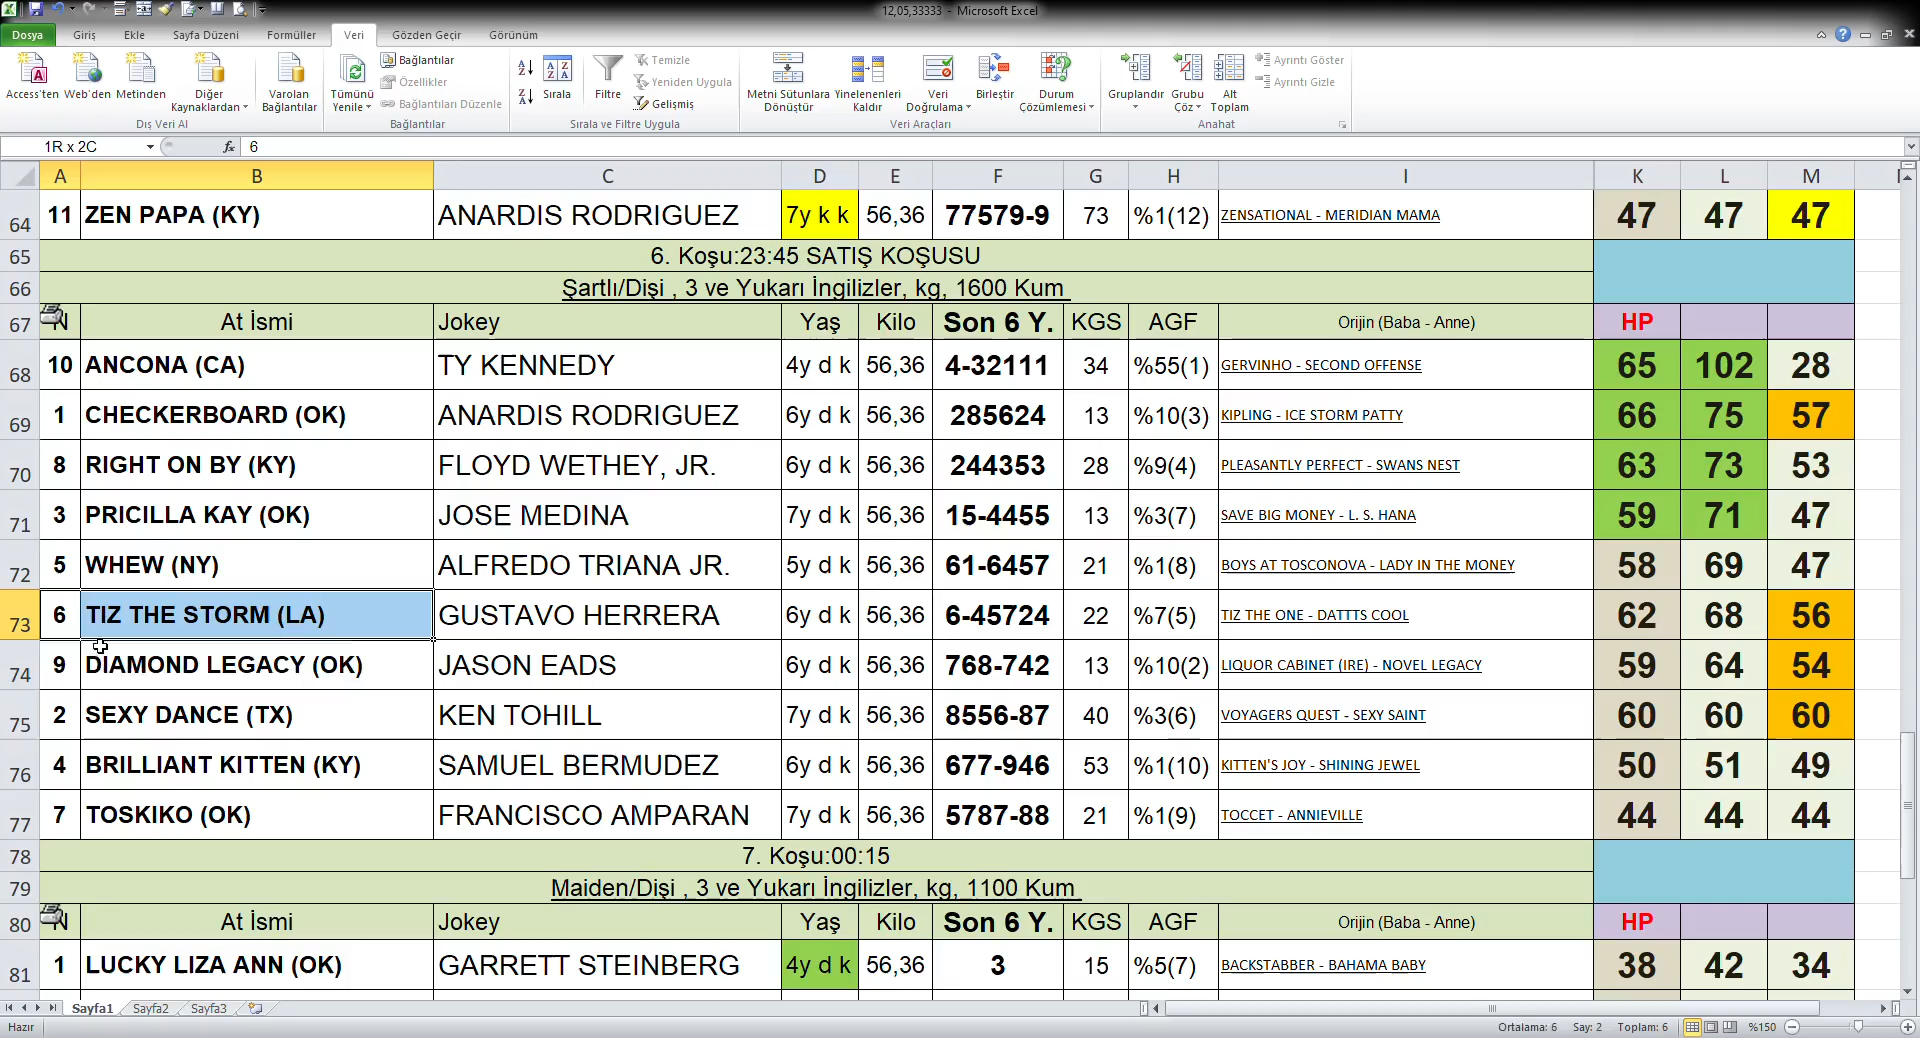 12,05,33333 - Microsoft Excel
Dosya Giriş Ekle Sayfa Düzeni Formüller Veri Gözden Geçir Görünüm
Access'ten Web'den Metinden Diğer Kaynaklardan Varolan Bağlantılar Tümünü Yenile Bağlantılar Özellikler Bağlantıları Düzenle Sırala Filtre Temizle Yeniden Uygula Gelişmiş Metni Sütunlara Dönüştür Yinelenenleri Kaldır Veri Doğrulama Birleştir Durum Çözümlemesi Gruplandır Grubu Çöz Alt Toplam Ayrıntı Göster Ayrıntı Gizle
Dış Veri Al Bağlantılar Sırala ve Filtre Uygula Veri Araçları Anahat
1R x 2C fx 6
A B C D E F G H I K L M
64 11 ZEN PAPA (KY) ANARDIS RODRIGUEZ 7y k k 56,36 77579-9 73 %1(12) ZENSATIONAL - MERIDIAN MAMA 47 47 47
65 6. Koşu:23:45 SATIŞ KOŞUSU
66 Şartlı/Dişi , 3 ve Yukarı İngilizler, kg, 1600 Kum
67 N At İsmi Jokey Yaş Kilo Son 6 Y. KGS AGF Orijin (Baba - Anne) HP
68 10 ANCONA (CA) TY KENNEDY 4y d k 56,36 4-32111 34 %55(1) GERVINHO - SECOND OFFENSE 65 102 28
69 1 CHECKERBOARD (OK) ANARDIS RODRIGUEZ 6y d k 56,36 285624 13 %10(3) KIPLING - ICE STORM PATTY 66 75 57
70 8 RIGHT ON BY (KY) FLOYD WETHEY, JR. 6y d k 56,36 244353 28 %9(4) PLEASANTLY PERFECT - SWANS NEST 63 73 53
71 3 PRICILLA KAY (OK) JOSE MEDINA 7y d k 56,36 15-4455 13 %3(7) SAVE BIG MONEY - L. S. HANA 59 71 47
72 5 WHEW (NY) ALFREDO TRIANA JR. 5y d k 56,36 61-6457 21 %1(8) BOYS AT TOSCONOVA - LADY IN THE MONEY 58 69 47
73 6 TIZ THE STORM (LA) GUSTAVO HERRERA 6y d k 56,36 6-45724 22 %7(5) TIZ THE ONE - DATTTS COOL 62 68 56
74 9 DIAMOND LEGACY (OK) JASON EADS 6y d k 56,36 768-742 13 %10(2) LIQUOR CABINET (IRE) - NOVEL LEGACY 59 64 54
75 2 SEXY DANCE (TX) KEN TOHILL 7y d k 56,36 8556-87 40 %3(6) VOYAGERS QUEST - SEXY SAINT 60 60 60
76 4 BRILLIANT KITTEN (KY) SAMUEL BERMUDEZ 6y d k 56,36 677-946 53 %1(10) KITTEN'S JOY - SHINING JEWEL 50 51 49
77 7 TOSKIKO (OK) FRANCISCO AMPARAN 7y d k 56,36 5787-88 21 %1(9) TOCCET - ANNIEVILLE 44 44 44
78 7. Koşu:00:15
79 Maiden/Dişi , 3 ve Yukarı İngilizler, kg, 1100 Kum
80 N At İsmi Jokey Yaş Kilo Son 6 Y. KGS AGF Orijin (Baba - Anne) HP
81 1 LUCKY LIZA ANN (OK) GARRETT STEINBERG 4y d k 56,36 3 15 %5(7) BACKSTABBER - BAHAMA BABY 38 42 34
Sayfa1 Sayfa2 Sayfa3
Hazır Ortalama: 6 Say: 2 Toplam: 6 %150